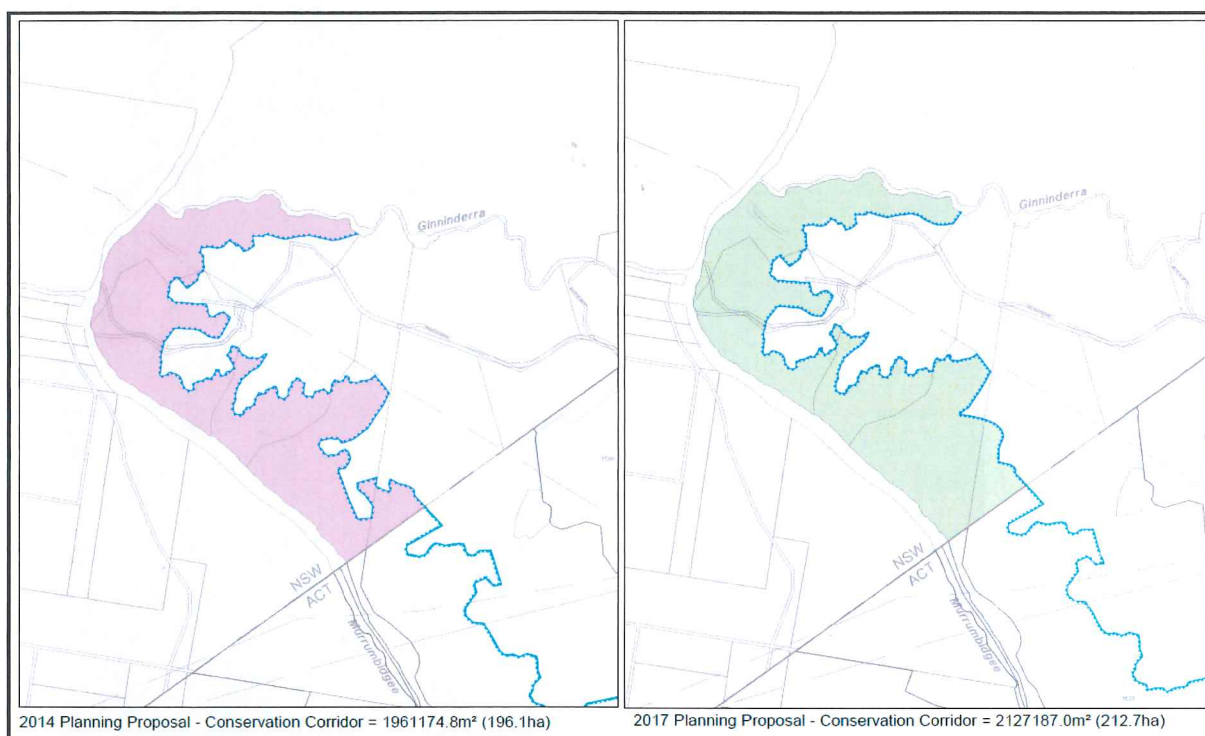 Ginninderra
NSW
ACT
Murrumbidgee
2014 Planning Proposal - Conservation Corridor = 1961174.8m² (196.1ha)
Ginninderra
NSW
ACT
Murrumbidgee
2017 Planning Proposal - Conservation Corridor = 2127187.0m² (212.7ha)